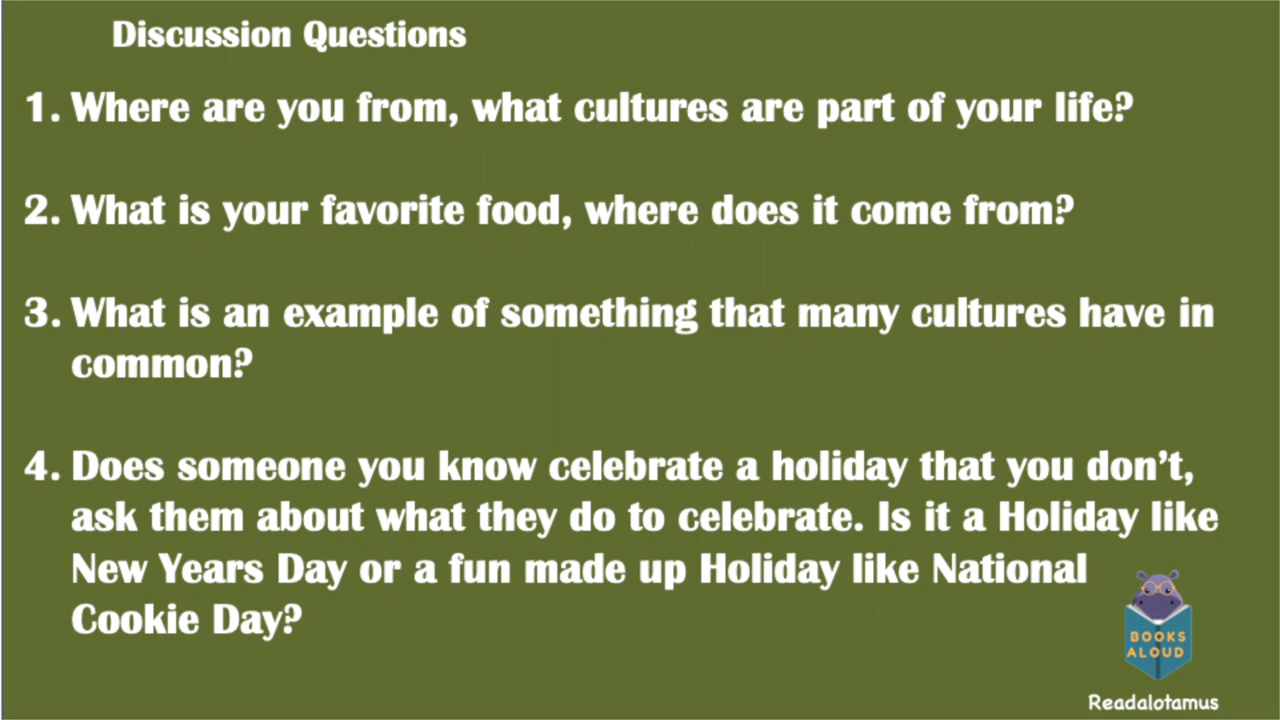 Discussion Questions
1. Where are you from, what cultures are part of your life?
2. What is your favorite food, where does it come from?
3. What is an example of something that many cultures have in
common?
4. Does someone you know celebrate a holiday that you don’t,
ask them about what they do to celebrate. Is it a Holiday like
New Years Day or a fun made up Holiday like National
Cookie Day?
BOOKS
ALOUD
Readalotamus